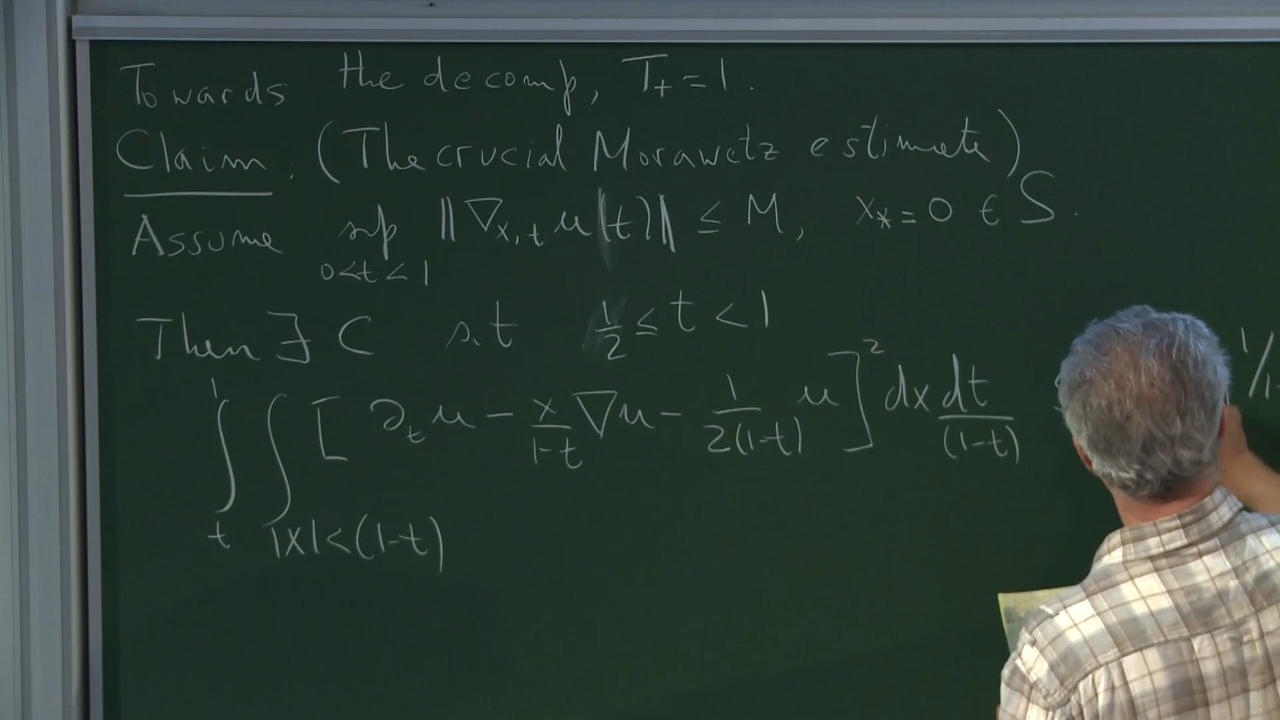 Towards the decomp, T₊ = 1.
Claim. (The crucial Morawetz estimate)
Assume sup_{0<t<1} ‖∇_{x,t} u(t)‖ ≤ M, x_* = 0 ∈ S.
Then ∃ C s.t ½ ≤ t < 1
∫_t^1 ∫_{|x|<(1-t)} [∂_t u − x/(1-t) ∇u − 1/(2(1-t)) u]² dx dt/(1-t)